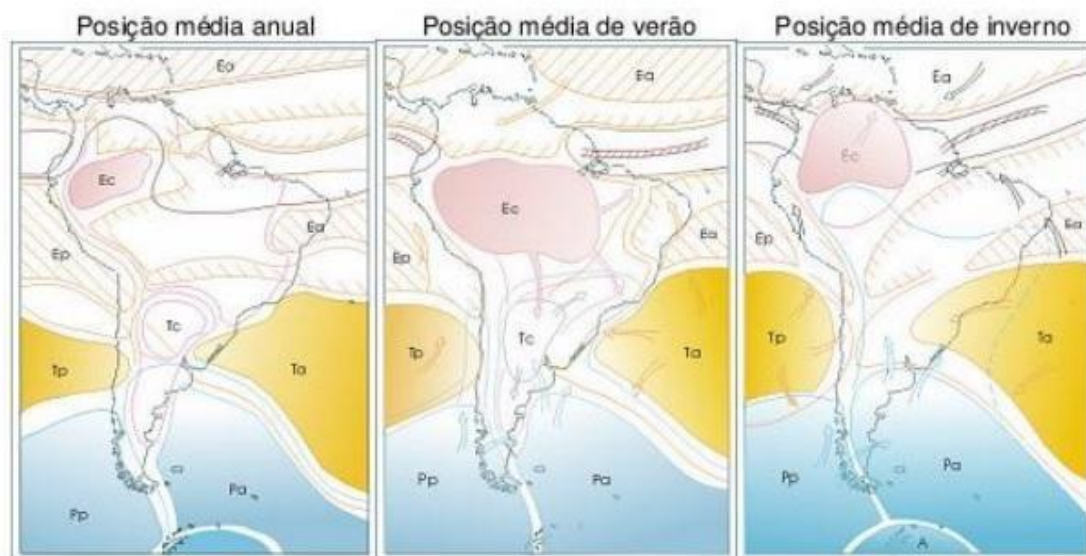 Posição média anual
Ea
Ec
Ea
Ep
Tc
Tp
Ta
Pa
Pp
Posição média de verão
Ea
Ec
Ea
Ep
Tc
Tp
Ta
Pp
Pa
Posição média de inverno
Ea
Ec
Ep
Ea
Tp
Ta
Pp
Pa
A